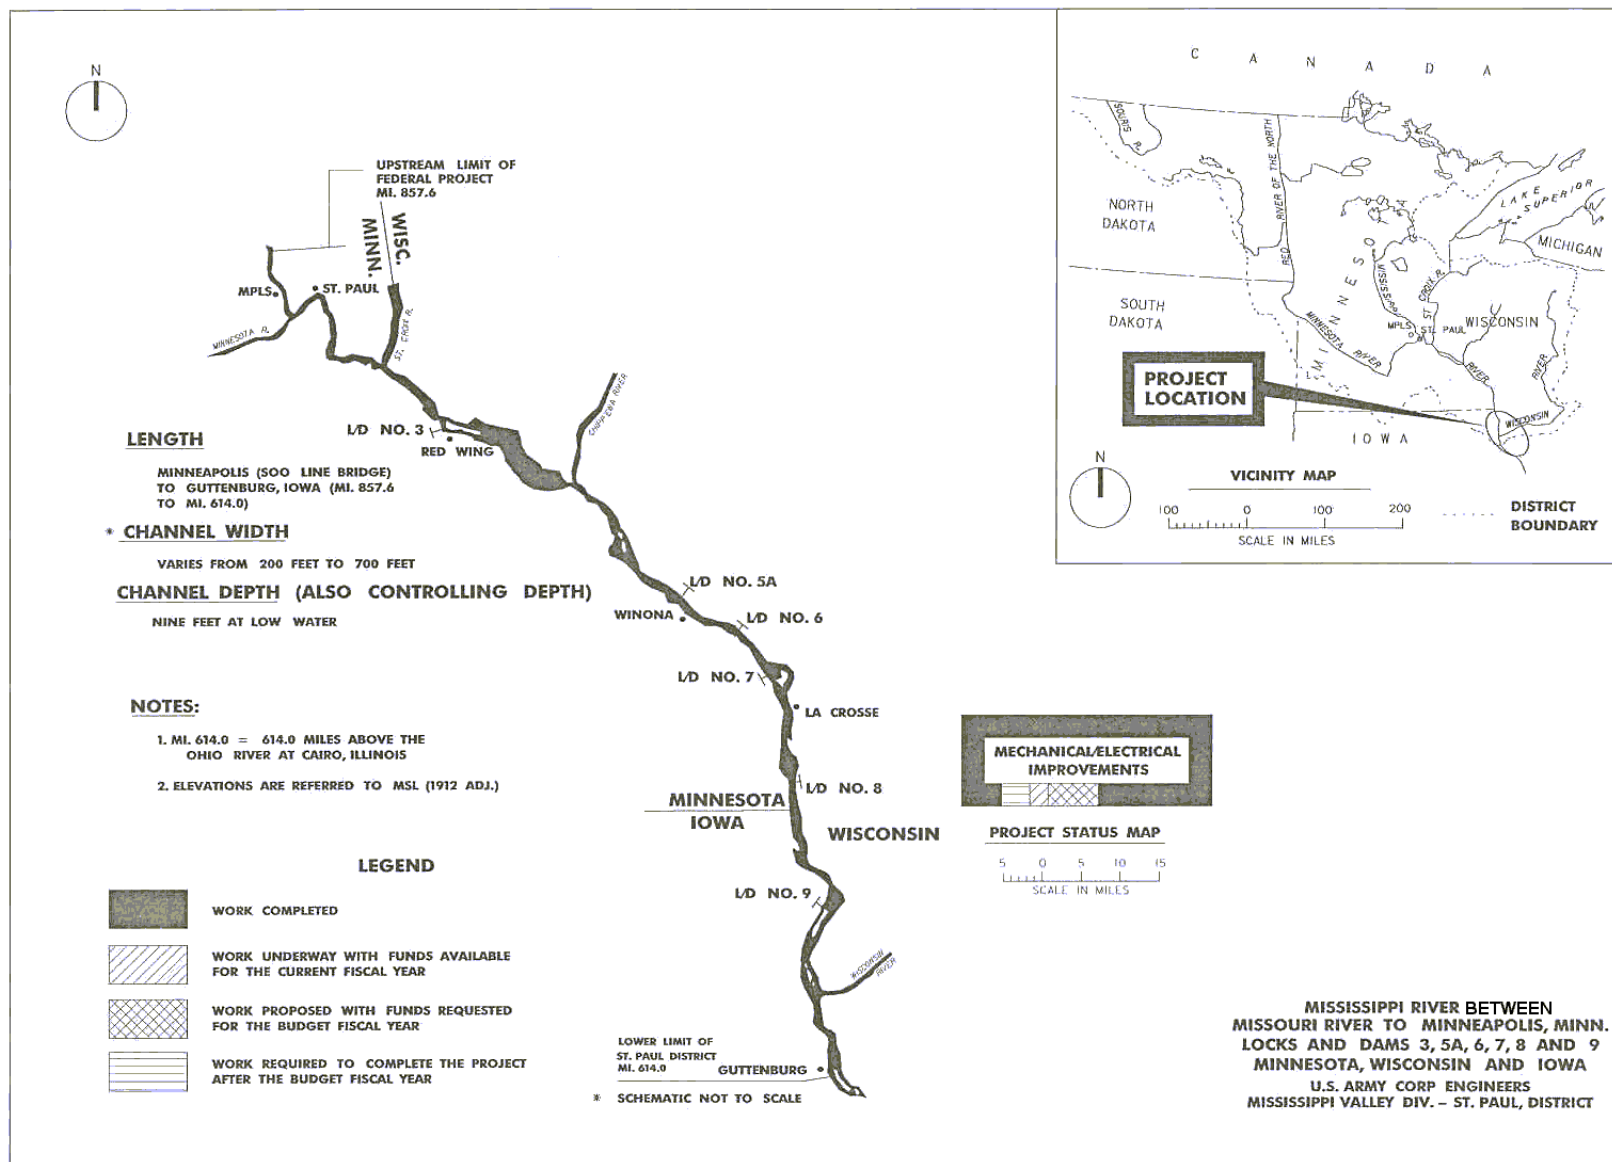 N
UPSTREAM LIMIT OF
FEDERAL PROJECT
MI. 857.6
WISC.
MINN.
MPLS
ST. PAUL
MINNESOTA R.
ST. CROIX R.
CHIPPEWA RIVER
L/D NO. 3
RED WING
LENGTH
MINNEAPOLIS (SOO LINE BRIDGE)
TO GUTTENBURG, IOWA (MI. 857.6
TO MI. 614.0)
* CHANNEL WIDTH
VARIES FROM 200 FEET TO 700 FEET
CHANNEL DEPTH (ALSO CONTROLLING DEPTH)
NINE FEET AT LOW WATER
L/D NO. 5A
WINONA
L/D NO. 6
L/D NO. 7
LA CROSSE
NOTES:
1. MI. 614.0 = 614.0 MILES ABOVE THE
OHIO RIVER AT CAIRO, ILLINOIS
2. ELEVATIONS ARE REFERRED TO MSL (1912 ADJ.)
L/D NO. 8
MINNESOTA
IOWA
WISCONSIN
L/D NO. 9
WISCONSIN
RIVER
LEGEND
WORK COMPLETED
WORK UNDERWAY WITH FUNDS AVAILABLE
FOR THE CURRENT FISCAL YEAR
WORK PROPOSED WITH FUNDS REQUESTED
FOR THE BUDGET FISCAL YEAR
WORK REQUIRED TO COMPLETE THE PROJECT
AFTER THE BUDGET FISCAL YEAR
LOWER LIMIT OF
ST. PAUL DISTRICT
MI. 614.0
GUTTENBURG
* SCHEMATIC NOT TO SCALE
CANADA
SOURIS R.
RED RIVER OF THE NORTH
NORTH
DAKOTA
SOUTH
DAKOTA
MINNESO
MISSISSIPPI
ST CROIX R.
LAKE SUPERIOR
MICHIGAN
MPLS
ST. PAUL
WISCONSIN
MINNESOTA RIVER
RIVER
WISCONSIN
RIVER
IOWA
PROJECT
LOCATION
N
VICINITY MAP
100 0 100 200
SCALE IN MILES
DISTRICT
BOUNDARY
MECHANICAL/ELECTRICAL
IMPROVEMENTS
PROJECT STATUS MAP
5 0 5 10 15
SCALE IN MILES
MISSISSIPPI RIVER BETWEEN
MISSOURI RIVER TO MINNEAPOLIS, MINN.
LOCKS AND DAMS 3, 5A, 6, 7, 8 AND 9
MINNESOTA, WISCONSIN AND IOWA
U.S. ARMY CORP ENGINEERS
MISSISSIPPI VALLEY DIV. – ST. PAUL, DISTRICT